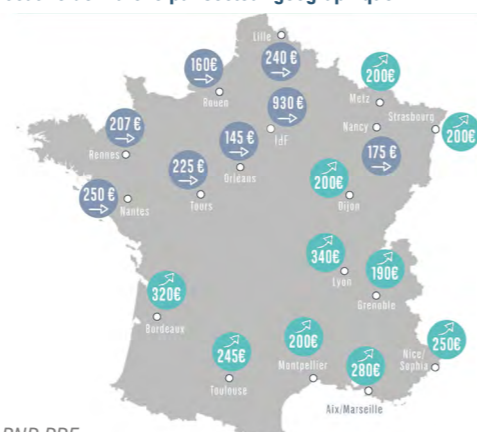 Lille
240 €
160€
Rouen
200€
Metz
930 €
IdF
Strasbourg
200€
Nancy
175 €
207 €
Rennes
145€
Orléans
225 €
Tours
250 €
Nantes
200€
Dijon
340€
Lyon
190€
Grenoble
320€
Bordeaux
245€
Toulouse
200€
Montpellier
280€
Aix/Marseille
250€
Nice/
Sophia